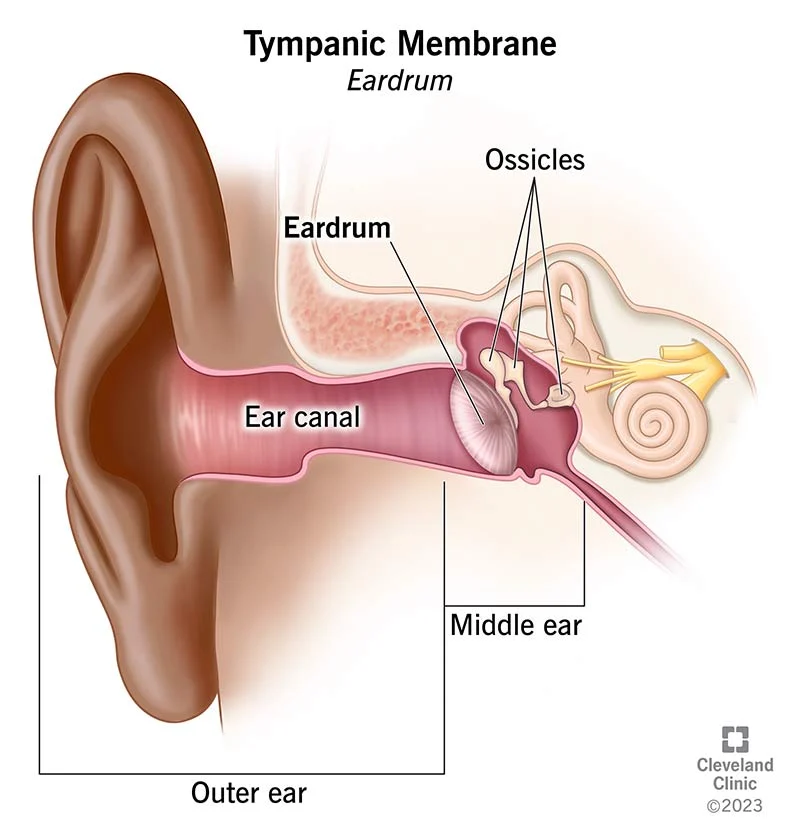 Tympanic Membrane
Eardrum
Ossicles
Eardrum
Ear canal
Middle ear
Outer ear
Cleveland
Clinic
©2023